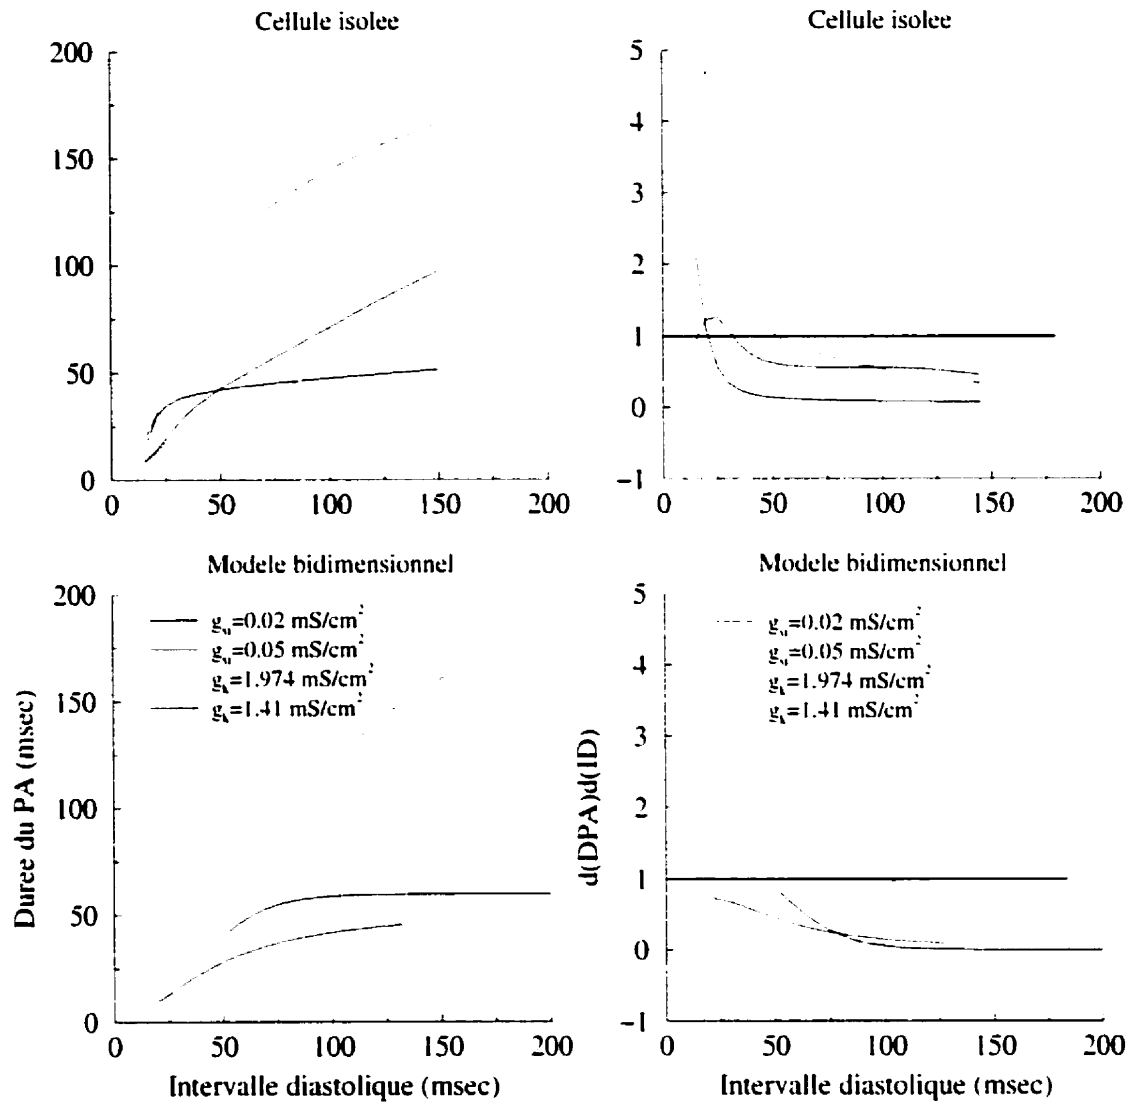 Cellule isolee
200
150
100
50
0
0 50 100 150 200
Cellule isolee
5
4
3
2
1
0
-1
0 50 100 150 200
Modele bidimensionnel
200
150
100
50
0
0 50 100 150 200
g_si=0.02 mS/cm²
g_si=0.05 mS/cm²
g_k=1.974 mS/cm²
g_k=1.41 mS/cm²
Duree du PA (msec)
Intervalle diastolique (msec)
Modele bidimensionnel
5
4
3
2
1
0
-1
0 50 100 150 200
g_si=0.02 mS/cm²
g_si=0.05 mS/cm²
g_k=1.974 mS/cm²
g_k=1.41 mS/cm²
d(DPA)d(ID)
Intervalle diastolique (msec)